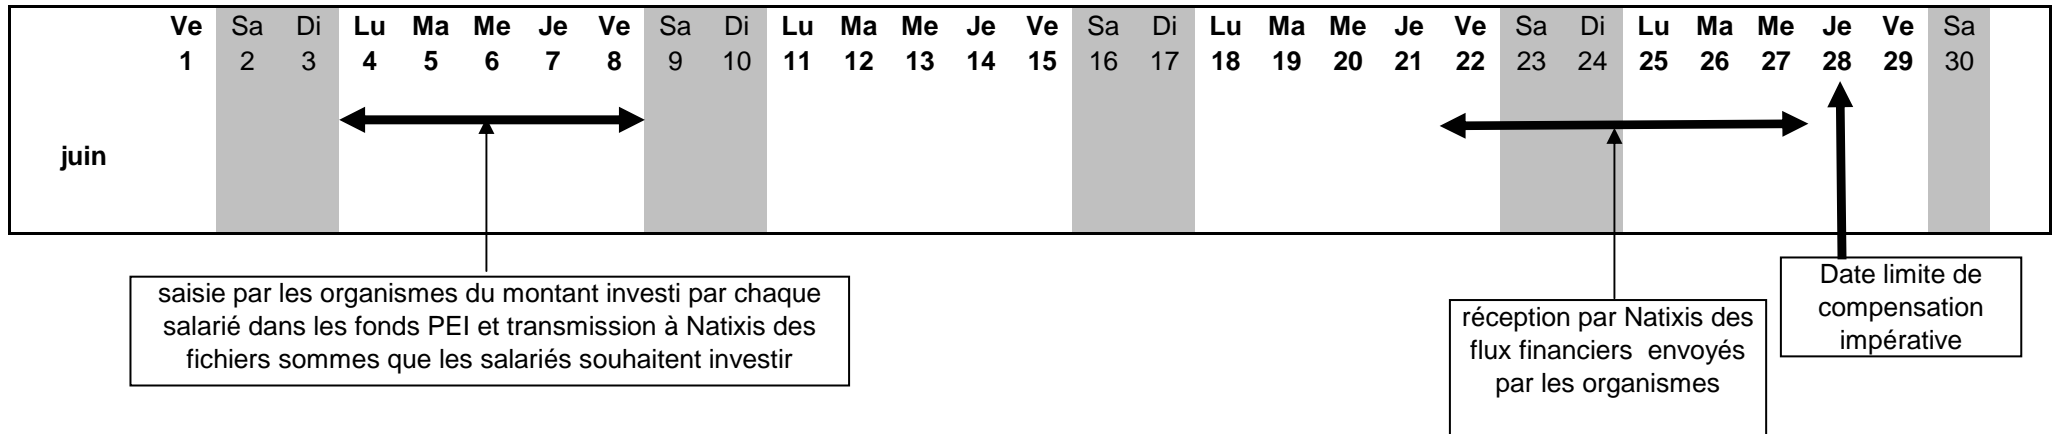 Ve Sa Di Lu Ma Me Je Ve Sa Di Lu Ma Me Je Ve Sa Di Lu Ma Me Je Ve Sa Di Lu Ma Me Je Ve Sa
1 2 3 4 5 6 7 8 9 10 11 12 13 14 15 16 17 18 19 20 21 22 23 24 25 26 27 28 29 30
juin
saisie par les organismes du montant investi par chaque
salarié dans les fonds PEI et transmission à Natixis des
fichiers sommes que les salariés souhaitent investir
réception par Natixis des
flux financiers envoyés
par les organismes
Date limite de
compensation
impérative